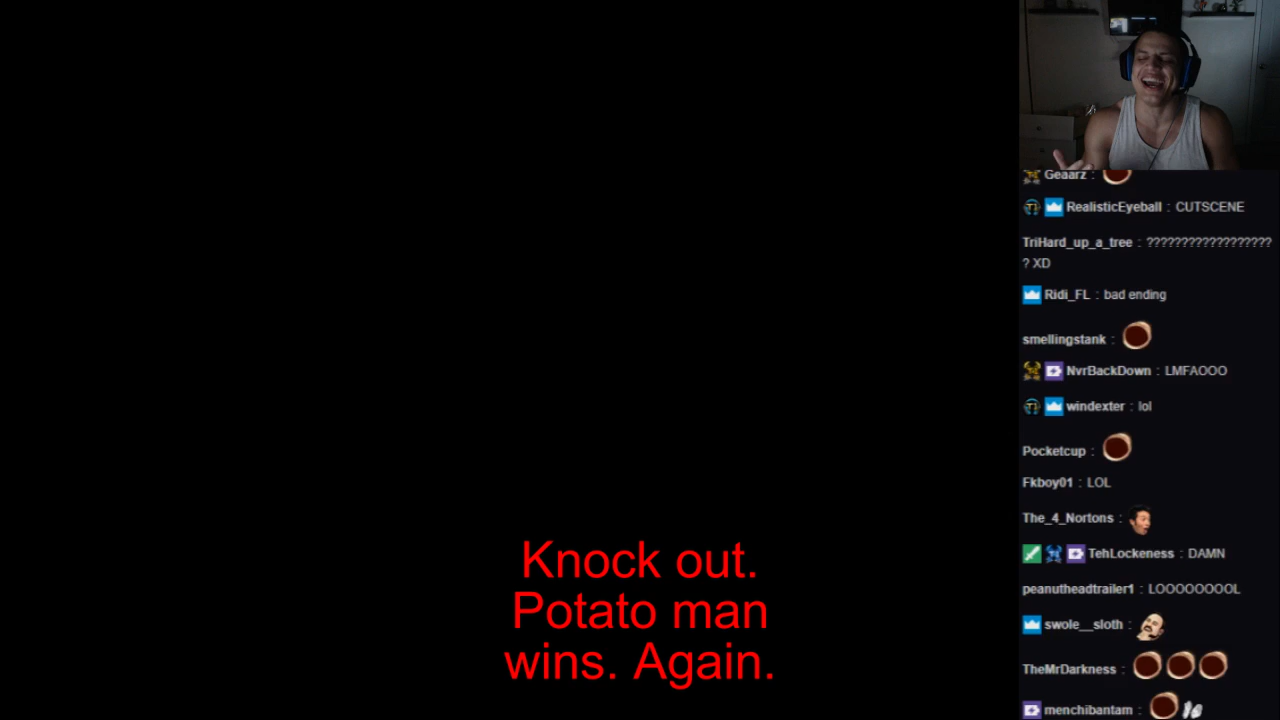 Geaarz :
RealisticEyeball : CUTSCENE
TriHard_up_a_tree : ??????????????????
? XD
Ridi_FL : bad ending
smellingstank :
NvrBackDown : LMFAOOO
windexter : lol
Pocketcup :
Fkboy01 : LOL
The_4_Nortons :
TehLockeness : DAMN
peanutheadtrailer1 : LOOOOOOOOL
swole__sloth :
TheMrDarkness :
menchibantam :
Knock out.
Potato man
wins. Again.